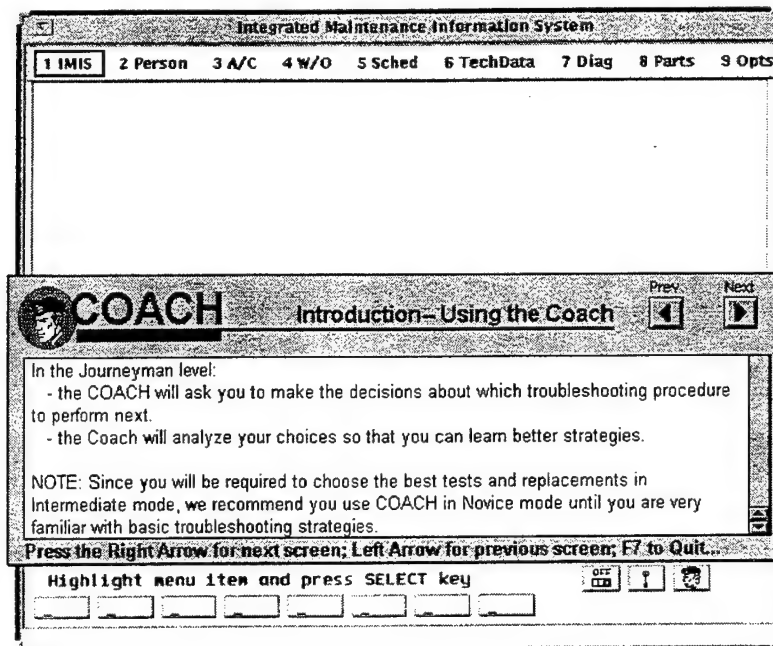 Integrated Maintenance Information System
1 IMIS 2 Person 3 A/C 4 W/O 5 Sched 6 TechData 7 Diag 8 Parts 9 Opts
Prev Next
COACH Introduction-- Using the Coach
In the Journeyman level:
- the COACH will ask you to make the decisions about which troubleshooting procedure
to perform next.
- the Coach will analyze your choices so that you can learn better strategies.
NOTE: Since you will be required to choose the best tests and replacements in
Intermediate mode, we recommend you use COACH in Novice mode until you are very
familiar with basic troubleshooting strategies.
Press the Right Arrow for next screen; Left Arrow for previous screen; F7 to Quit...
Highlight menu item and press SELECT key
OFF